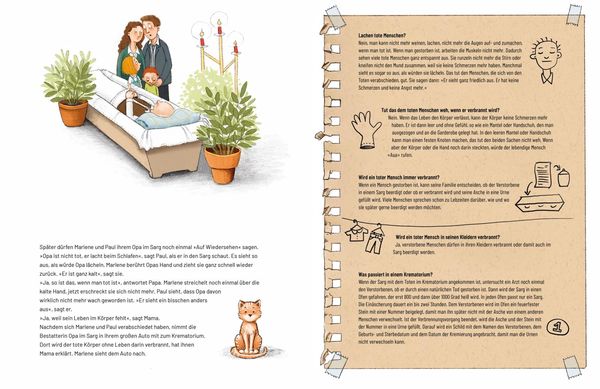 Später dürfen Marlene und Paul ihrem Opa im Sarg noch einmal »Auf Wiedersehen« sagen.
»Opa ist nicht tot, er lacht beim Schlafen«, sagt Paul, als er in den Sarg schaut. Es sieht so
aus, als würde Opa lächeln. Marlene berührt Opas Hand und zieht sie ganz schnell wieder
zurück. »Er ist ganz kalt«, sagt sie.
»Ja, so ist das, wenn man tot ist«, antwortet Papa. Marlene streichelt noch einmal über die
kalte Hand, jetzt erschreckt sie sich nicht mehr. Paul sieht, dass Opa davon
wirklich nicht mehr wach geworden ist. »Er sieht ein bisschen anders
aus«, sagt er.
»Ja, weil sein Leben im Körper fehlt«, sagt Mama.
Nachdem sich Marlene und Paul verabschiedet haben, nimmt die
Bestatterin Opa im Sarg in ihrem großen Auto mit zum Krematorium.
Dort wird der tote Körper ohne Leben darin verbrannt, hat ihnen
Mama erklärt. Marlene sieht dem Auto nach.
Lachen tote Menschen?
Nein, man kann nicht mehr weinen, lachen, nicht mehr die Augen auf- und zumachen,
wenn man tot ist. Wenn man gestorben ist, arbeiten die Muskeln nicht mehr. Dadurch
sehen viele tote Menschen ganz entspannt aus. Sie runzeln nicht mehr die Stirn oder
kneifen nicht den Mund zusammen, weil sie keine Schmerzen mehr haben. Manchmal
sieht es sogar so aus, als würden sie lächeln. Das tut den Menschen, die sich von den Toten
verabschieden, gut. Sie sagen dann: »Er sieht ganz friedlich aus. Er hat keine
Schmerzen und keine Angst mehr.«
Tut das dem toten Menschen weh, wenn er verbrannt wird?
Nein. Wenn das Leben den Körper verlässt, kann der Körper keine Schmerzen mehr
haben. Er ist dann leer und ohne Gefühl, so wie ein Mantel oder Handschuh, den man
ausgezogen und an die Garderobe gelegt hat. In den leeren Mantel oder Handschuh
kann man einen festen Knoten machen, das tut den beiden Sachen nicht weh. Wenn
aber der Körper oder die Hand noch darin steckten, würde der lebendige Mensch
»Aua« rufen.
Wird ein toter Mensch immer verbrannt?
Wenn ein Mensch gestorben ist, kann seine Familie entscheiden, ob der Verstorbene
in einem Sarg beerdigt oder ob er verbrannt werden soll und seine Asche in eine Urne
gefüllt wird. Viele Menschen sprechen schon zu Lebzeiten darüber, wie und wo
sie später gerne beerdigt werden möchten.
Wird ein toter Mensch in seinen Kleidern verbrannt?
Ja, verstorbene Menschen dürfen in ihren Kleidern verbrannt oder damit auch im
Sarg beerdigt werden.
Was passiert in einem Krematorium?
Wenn der Sarg mit dem Toten im Krematorium angekommen ist, untersucht ein Arzt noch einmal
den Verstorbenen, ob er durch einen natürlichen Tod gestorben ist. Dann wird der Sarg in einen
Ofen gefahren, der erst 800 und dann über 1000 Grad heiß wird. In jeden Ofen passt nur ein Sarg.
Die Einäscherung dauert ein bis zwei Stunden. Dem Verstorbenen wird im Ofen ein feuerfester
Stein mit einer Nummer beigelegt, damit man ihn später nicht mit der Asche von einem anderen
Menschen verwechselt. Ist der Verbrennungsvorgang beendet, wird die Asche und der Stein mit
der Nummer in eine Urne gefüllt. Darauf wird ein Schild mit dem Namen des Verstorbenen, dem
Geburts- und Sterbedatum und dem Datum der Kremierung angebracht, damit man die Urnen
nicht verwechseln kann.
1